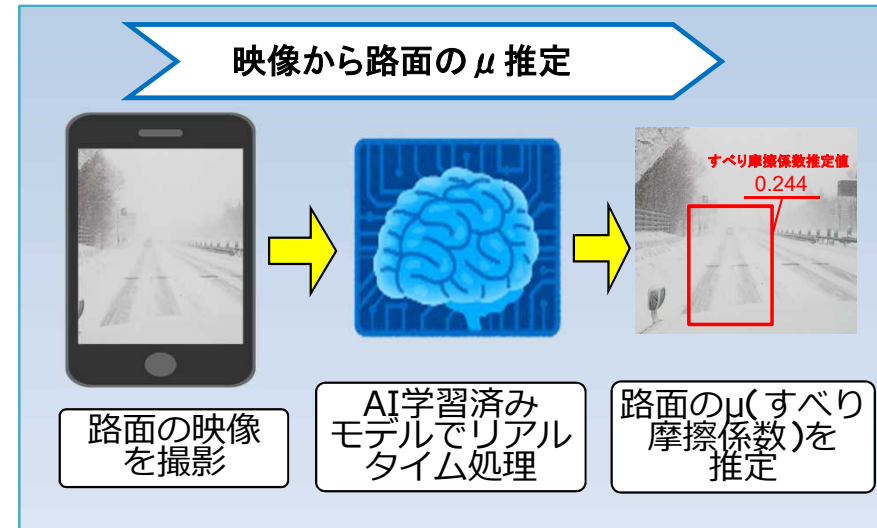 映像から路面のμ推定
すべり摩擦係数推定値
0.244
路面の映像
を撮影
AI学習済み
モデルでリアル
タイム処理
路面のμ(すべり
摩擦係数)を
推定